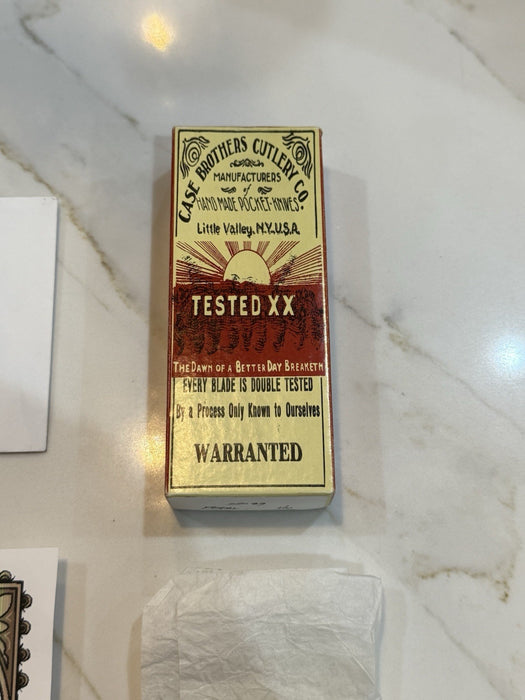 CASE BROTHERS CUTLERY CO.
MANUFACTURERS
of
HAND MADE POCKET-KNIVES
Little Valley, N.Y. U.S.A.
TESTED XX
THE DAWN OF A BETTER DAY BREAKETH
EVERY BLADE IS DOUBLE TESTED
By a Process Only Known to Ourselves
WARRANTED